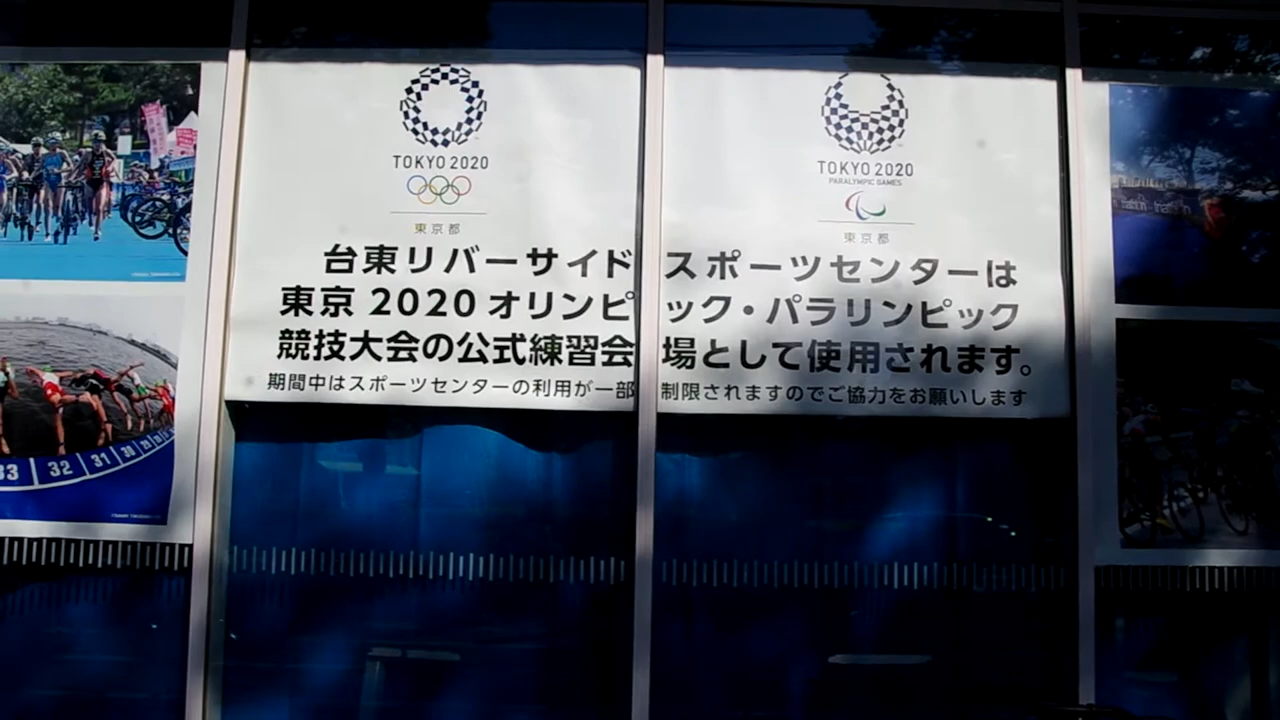 TOKYO 2020
東京都
TOKYO 2020
PARALYMPIC GAMES
東京都
台東リバーサイドスポーツセンターは
東京2020オリンピック・パラリンピック
競技大会の公式練習会場として使用されます。
期間中はスポーツセンターの利用が一部制限されますのでご協力をお願いします
33 32 31 30